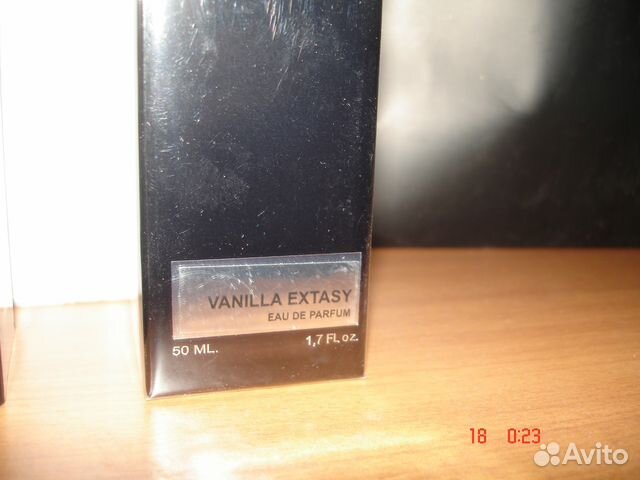 VANILLA EXTASY
EAU DE PARFUM
50 ML. 1,7 FL oz.
18 0:23
Avito